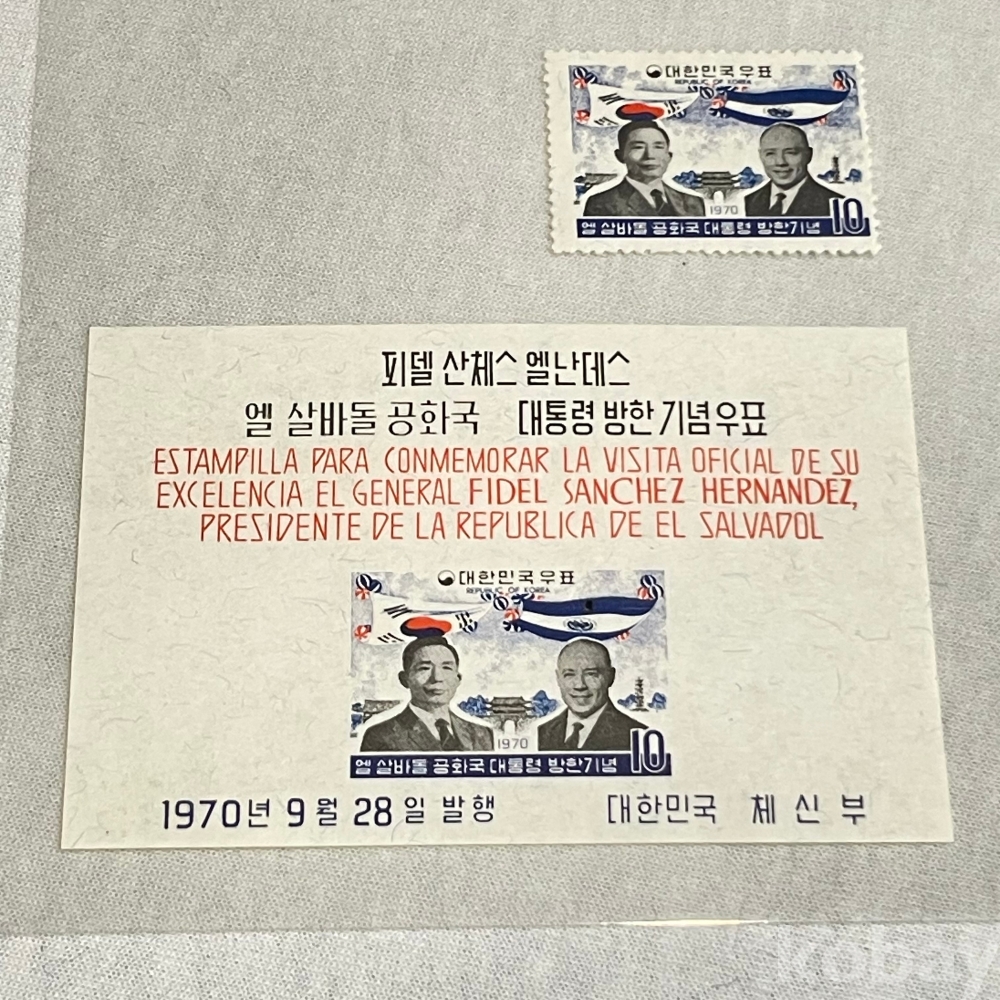 대한민국우표
REPUBLIC OF KOREA
1970
엘 살바돌 공화국 대통령 방한기념 10
피델 산체스 엘난데스
엘 살바돌 공화국 대통령 방한기념우표
ESTAMPILLA PARA CONMEMORAR LA VISITA OFICIAL DE SU
EXCELENCIA EL GENERAL FIDEL SANCHEZ HERNANDEZ,
PRESIDENTE DE LA REPUBLICA DE EL SALVADOL
대한민국우표
REPUBLIC OF KOREA
1970
엘 살바돌 공화국 대통령 방한기념 10
1970년 9월 28일 발행 대한민국 체신부
kobay